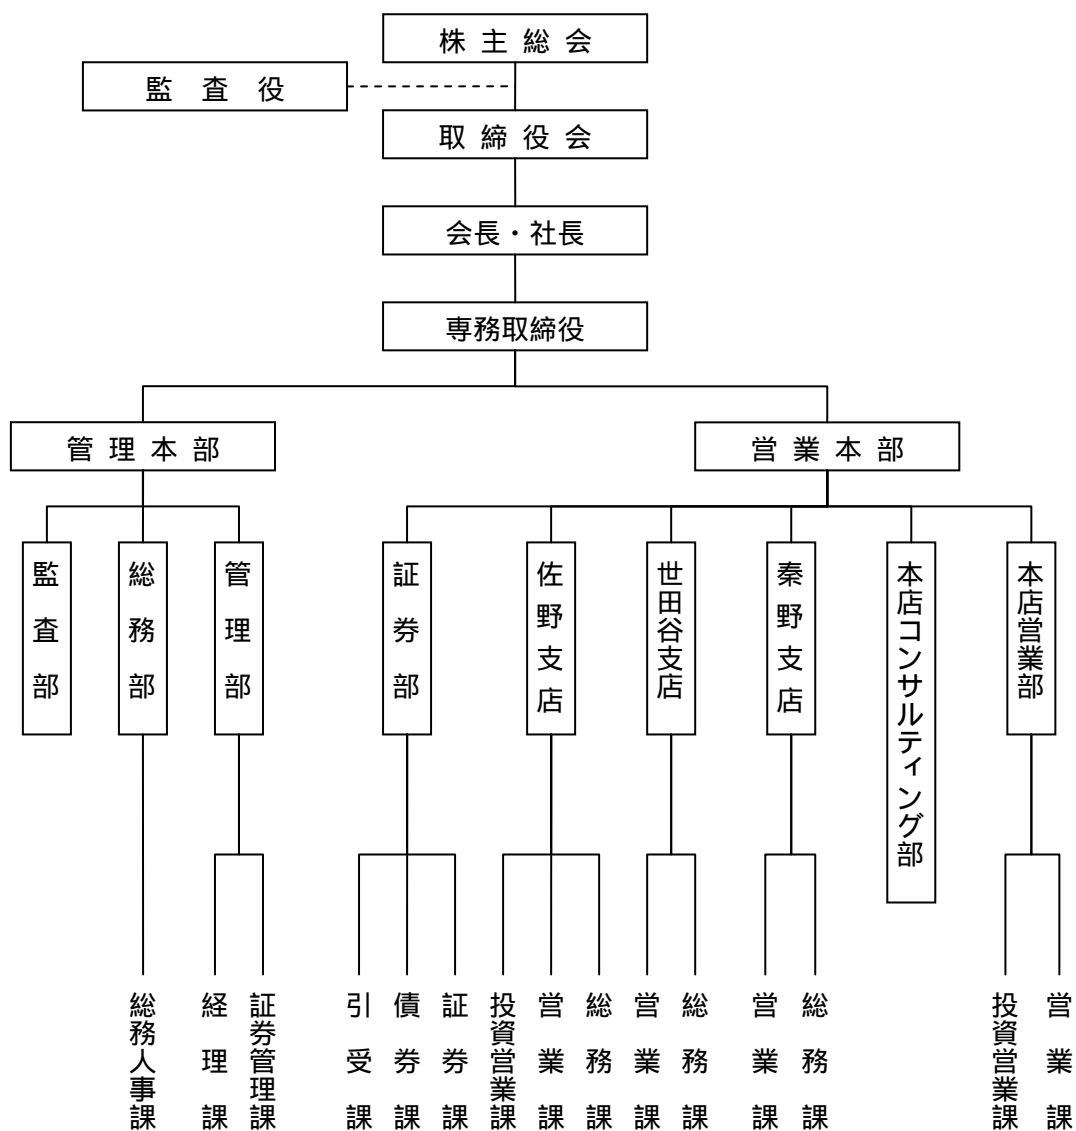 株主総会
監査役
取締役会
会長・社長
専務取締役
管理本部
営業本部
監査部
総務部
管理部
証券部
佐野支店
世田谷支店
秦野支店
本店コンサルティング部
本店営業部
総務人事課
経理課
証券管理課
引受課
債券課
証券課
投資営業課
営業課
総務課
営業課
総務課
営業課
総務課
投資営業課
営業課